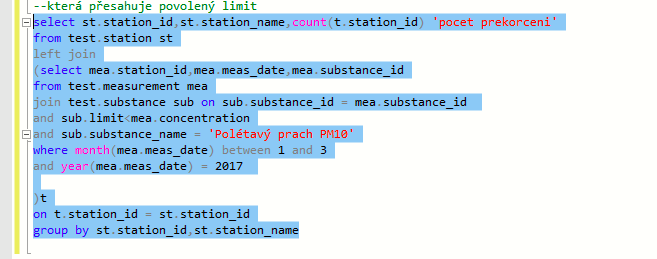 --která přesahuje povolený limit
select st.station_id,st.station_name,count(t.station_id) 'pocet prekorceni'
from test.station st
left join
(select mea.station_id,mea.meas_date,mea.substance_id
from test.measurement mea
join test.substance sub on sub.substance_id = mea.substance_id
and sub.limit<mea.concentration
and sub.substance_name = 'Polétavý prach PM10'
where month(mea.meas_date) between 1 and 3
and year(mea.meas_date) = 2017
)t
on t.station_id = st.station_id
group by st.station_id,st.station_name